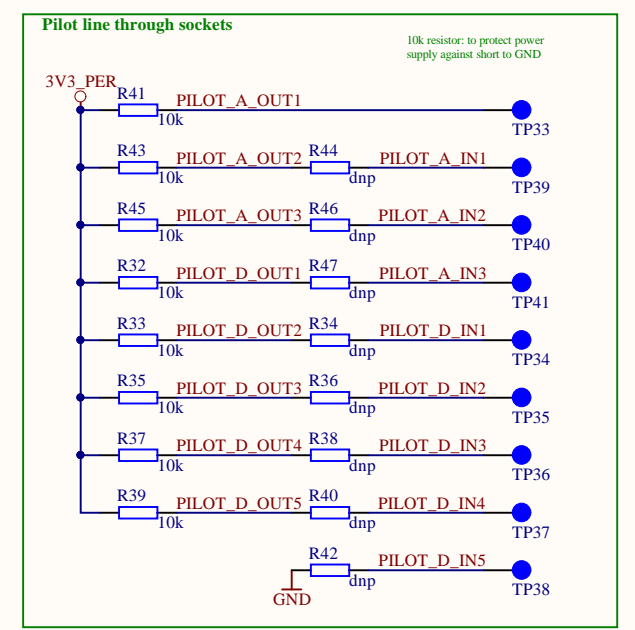 Pilot line through sockets
10k resistor: to protect power
supply against short to GND
3V3_PER
R41 PILOT_A_OUT1
10k TP33
R43 PILOT_A_OUT2 R44 PILOT_A_IN1
10k dnp TP39
R45 PILOT_A_OUT3 R46 PILOT_A_IN2
10k dnp TP40
R32 PILOT_D_OUT1 R47 PILOT_A_IN3
10k dnp TP41
R33 PILOT_D_OUT2 R34 PILOT_D_IN1
10k dnp TP34
R35 PILOT_D_OUT3 R36 PILOT_D_IN2
10k dnp TP35
R37 PILOT_D_OUT4 R38 PILOT_D_IN3
10k dnp TP36
R39 PILOT_D_OUT5 R40 PILOT_D_IN4
10k dnp TP37
R42 PILOT_D_IN5
dnp TP38
GND